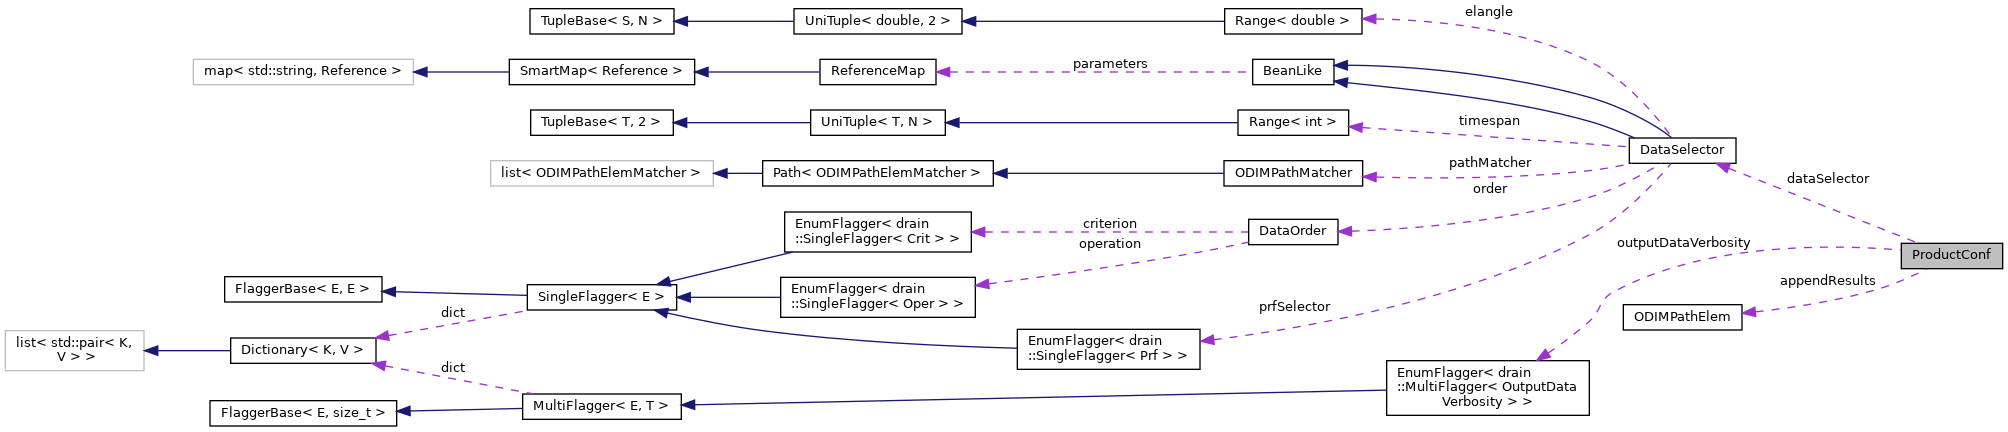 TupleBase< S, N >
UniTuple< double, 2 >
Range< double >
elangle
map< std::string, Reference >
SmartMap< Reference >
ReferenceMap
parameters
BeanLike
TupleBase< T, 2 >
UniTuple< T, N >
Range< int >
timespan
DataSelector
list< ODIMPathElemMatcher >
Path< ODIMPathElemMatcher >
ODIMPathMatcher
pathMatcher
order
dataSelector
EnumFlagger< drain
::SingleFlagger< Crit > >
criterion
operation
DataOrder
outputDataVerbosity
ProductConf
appendResults
FlaggerBase< E, E >
SingleFlagger< E >
EnumFlagger< drain
::SingleFlagger< Oper > >
prfSelector
ODIMPathElem
dict
list< std::pair< K,
V > >
Dictionary< K, V >
EnumFlagger< drain
::SingleFlagger< Prf > >
dict
EnumFlagger< drain
::MultiFlagger< OutputData
Verbosity > >
FlaggerBase< E, size_t >
MultiFlagger< E, T >